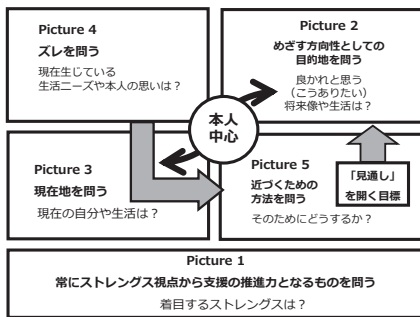 Picture 4
ズレを問う
現在生じている
生活ニーズや本人の思いは？
Picture 2
めざす方向性としての
目的地を問う
良かれと思う
（こうありたい）
将来像や生活は？
本人
中心
Picture 3
現在地を問う
現在の自分や生活は？
Picture 5
近づくための
方法を問う
そのためにどうするか？
「見通し」
を開く目標
Picture 1
常にストレングス視点から支援の推進力となるものを問う
着目するストレングスは？